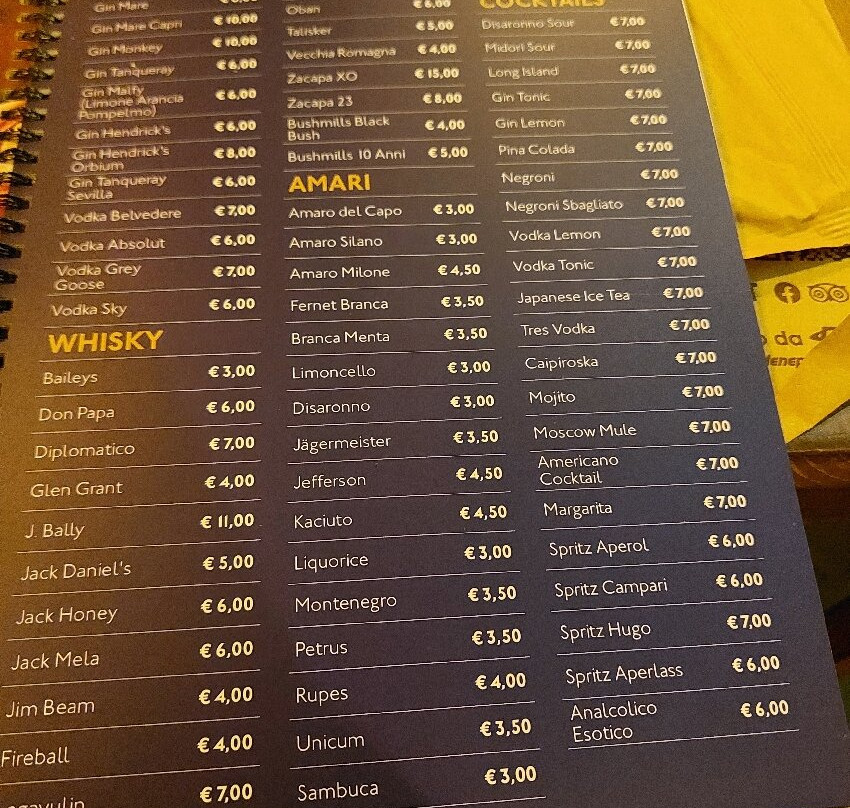 Gin Mare
Gin Mare Capri € 10,00
Gin Monkey € 10,00
Gin Tanqueray € 6,00
Gin Malfy
(Limone Arancia
Pompelmo) € 6,00
Gin Hendrick's € 6,00
Gin Hendrick's
Orbium € 8,00
Gin Tanqueray
Sevilla € 6,00
Vodka Belvedere € 7,00
Vodka Absolut € 6,00
Vodka Grey
Goose € 7,00
Vodka Sky € 6,00
WHISKY
Baileys € 3,00
Don Papa € 6,00
Diplomatico € 7,00
Glen Grant € 4,00
J. Bally € 11,00
Jack Daniel's € 5,00
Jack Honey € 6,00
Jack Mela € 6,00
Jim Beam € 4,00
Fireball € 4,00
€ 7,00
Oban € 6,00
Talisker € 5,00
Vecchia Romagna € 4,00
Zacapa XO € 15,00
Zacapa 23 € 8,00
Bushmills Black
Bush € 4,00
Bushmills 10 Anni € 5,00
AMARI
Amaro del Capo € 3,00
Amaro Silano € 3,00
Amaro Milone € 4,50
Fernet Branca € 3,50
Branca Menta € 3,50
Limoncello € 3,00
Disaronno € 3,00
Jägermeister € 3,50
Jefferson € 4,50
Kaciuto € 4,50
Liquorice € 3,00
Montenegro € 3,50
Petrus € 3,50
Rupes € 4,00
Unicum € 3,50
Sambuca € 3,00
COCKTAILS
Disaronno Sour € 7,00
Midori Sour € 7,00
Long Island € 7,00
Gin Tonic € 7,00
Gin Lemon € 7,00
Pina Colada € 7,00
Negroni € 7,00
Negroni Sbagliato € 7,00
Vodka Lemon € 7,00
Vodka Tonic € 7,00
Japanese Ice Tea € 7,00
Tres Vodka € 7,00
Caipiroska € 7,00
Mojito € 7,00
Moscow Mule € 7,00
Americano
Cocktail € 7,00
Margarita € 7,00
Spritz Aperol € 6,00
Spritz Campari € 6,00
Spritz Hugo € 7,00
Spritz Aperlass € 6,00
Analcolico
Esotico € 6,00
da